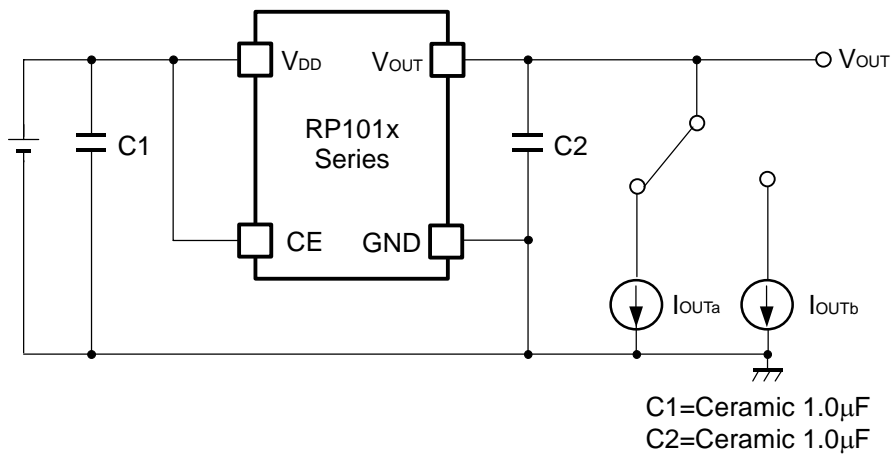 VDD
VOUT
VOUT
RP101x
Series
C1
C2
CE
GND
IOUTa
IOUTb
C1=Ceramic 1.0μF
C2=Ceramic 1.0μF